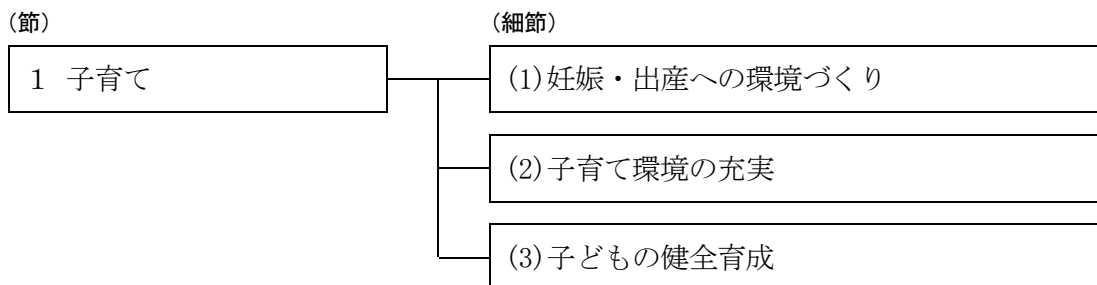 (節)
(細節)
１ 子育て
(1)妊娠・出産への環境づくり
(2)子育て環境の充実
(3)子どもの健全育成